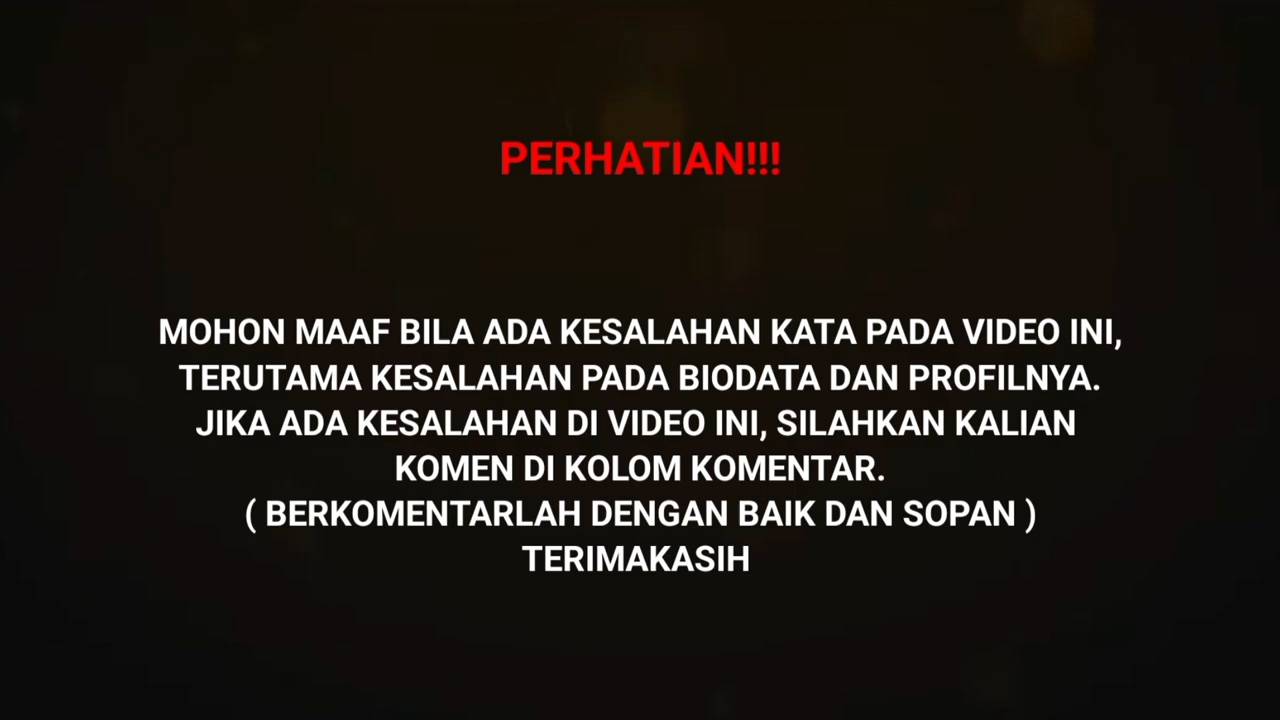 PERHATIAN!!!
MOHON MAAF BILA ADA KESALAHAN KATA PADA VIDEO INI,
TERUTAMA KESALAHAN PADA BIODATA DAN PROFILNYA.
JIKA ADA KESALAHAN DI VIDEO INI, SILAHKAN KALIAN
KOMEN DI KOLOM KOMENTAR.
( BERKOMENTARLAH DENGAN BAIK DAN SOPAN )
TERIMAKASIH